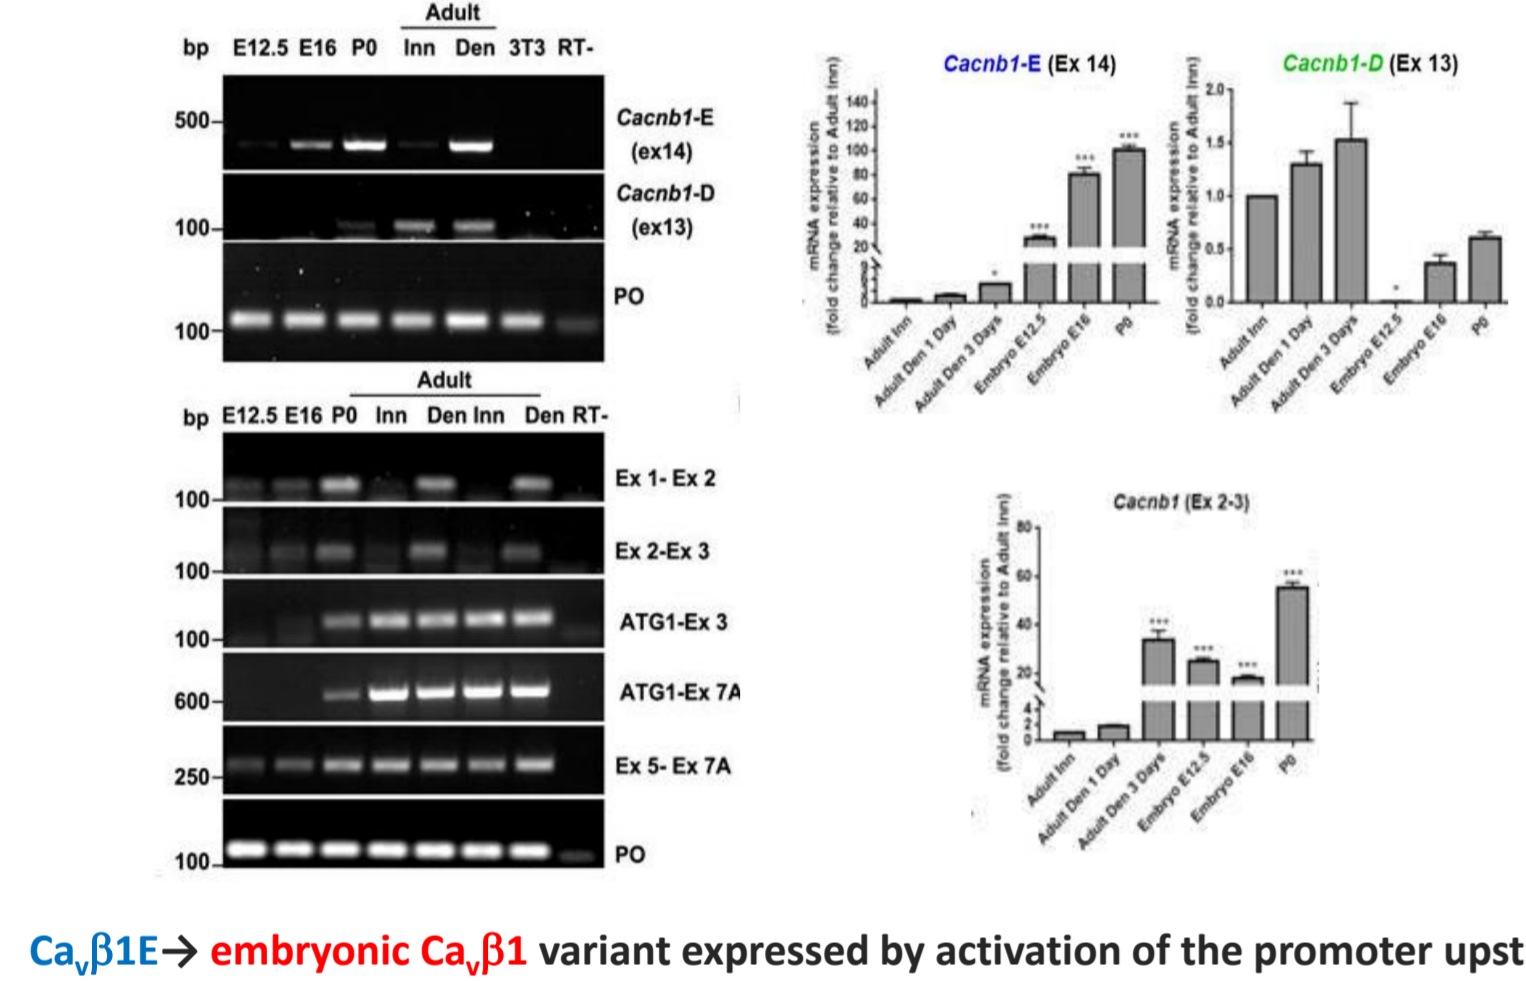 Adult
bp E12.5 E16 P0 Inn Den 3T3 RT-
500
Cacnb1-E
(ex14)
Cacnb1-D
(ex13)
100
PO
100
Adult
bp E12.5 E16 P0 Inn Den Inn Den RT-
Ex 1- Ex 2
100
Ex 2-Ex 3
100
ATG1-Ex 3
100
ATG1-Ex 7A
600
Ex 5- Ex 7A
250
PO
100
Cacnb1-E (Ex 14)
mRNA expression
(fold change relative to Adult Inn)
140
120
100
80
60
40
20
0
***
***
***
*
Adult Inn
Adult Den 1 Day
Adult Den 3 Days
Embryo E12.5
Embryo E16
P0
Cacnb1-D (Ex 13)
mRNA expression
(fold change relative to Adult Inn)
2.0
1.5
1.0
0.5
0.0
*
Adult Inn
Adult Den 1 Day
Adult Den 3 Days
Embryo E12.5
Embryo E16
P0
Cacnb1 (Ex 2-3)
mRNA expression
(fold change relative to Adult Inn)
80
60
40
20
4
2
0
***
***
***
***
Adult Inn
Adult Den 1 Day
Adult Den 3 Days
Embryo E12.5
Embryo E16
P0
Cavβ1E→ embryonic Cavβ1 variant expressed by activation of the promoter upst